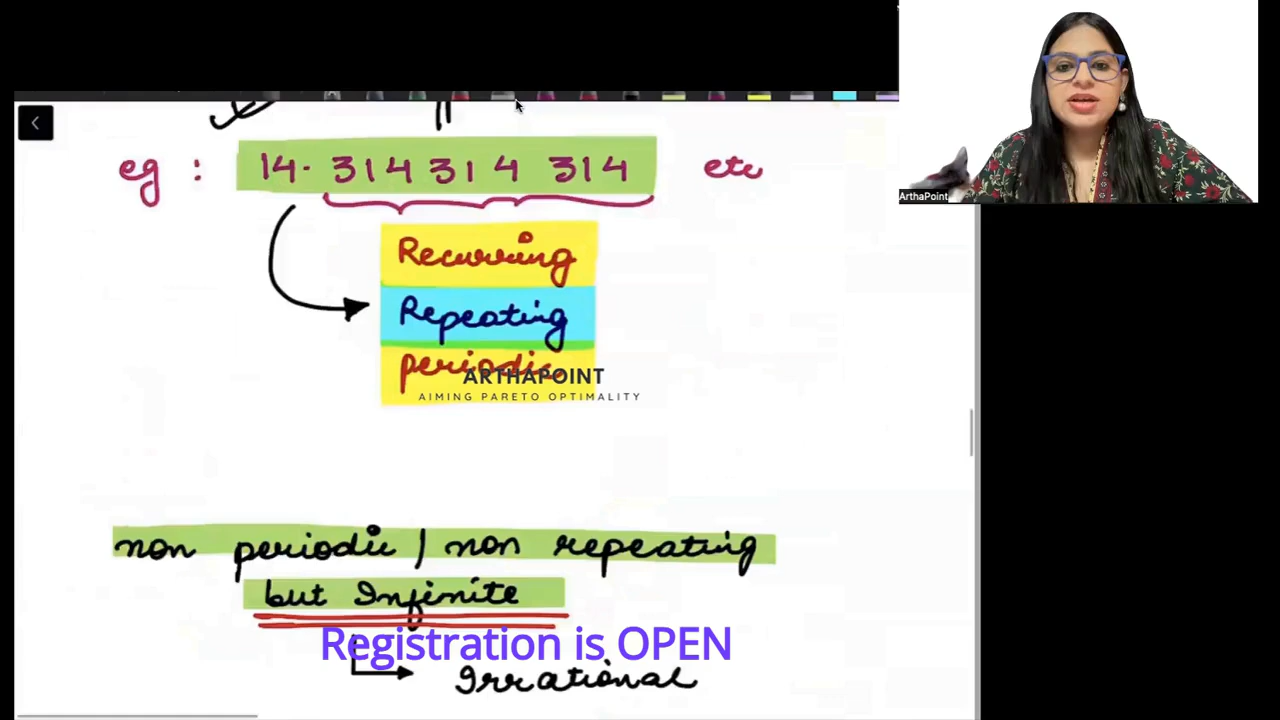 eg : 14. 314 314 314 etc
Recurring
Repeating
periodic
ARTHAPOINT
AIMING PARETO OPTIMALITY
non periodic / non repeating
but Infinite
Registration is OPEN
Irrational
ArthaPoint